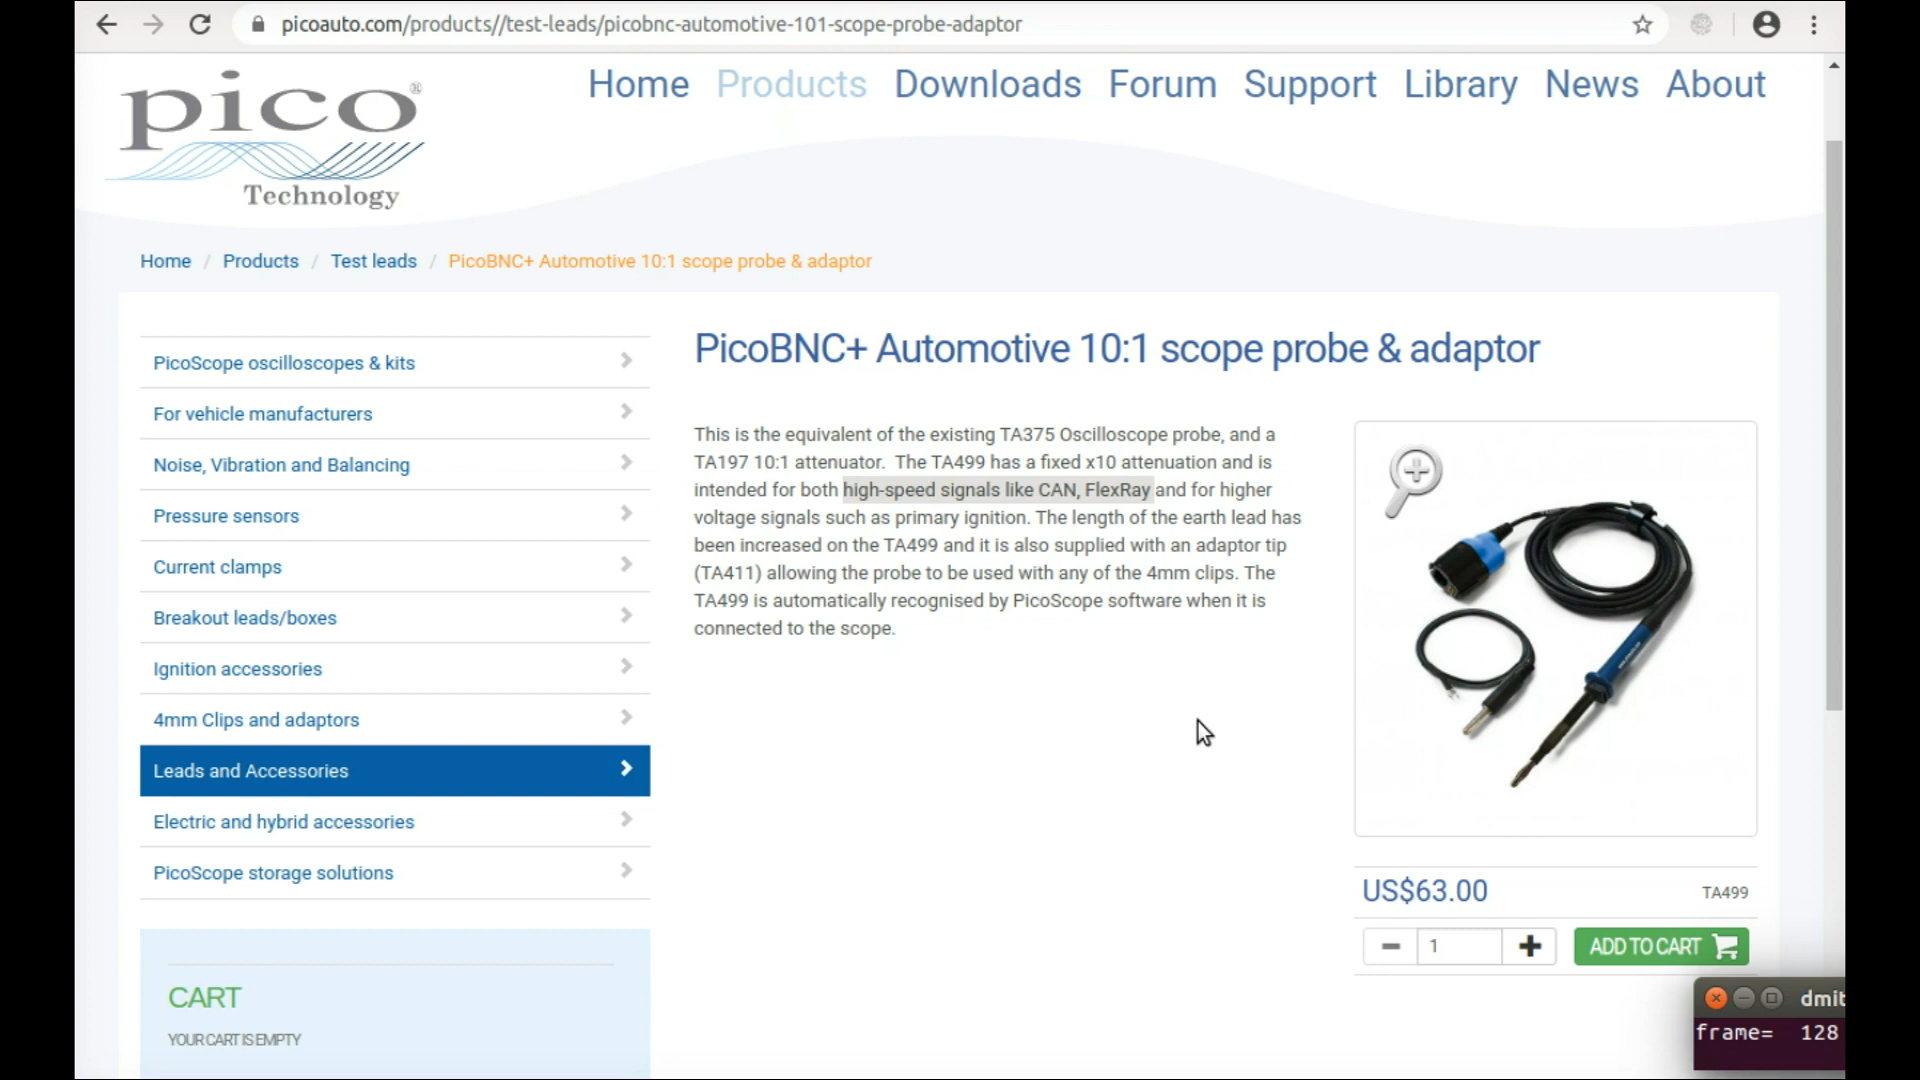 picoauto.com/products//test-leads/picobnc-automotive-101-scope-probe-adaptor
pico®
Technology
Home Products Downloads Forum Support Library News About
Home / Products / Test leads / PicoBNC+ Automotive 10:1 scope probe & adaptor
PicoScope oscilloscopes & kits
For vehicle manufacturers
Noise, Vibration and Balancing
Pressure sensors
Current clamps
Breakout leads/boxes
Ignition accessories
4mm Clips and adaptors
Leads and Accessories
Electric and hybrid accessories
PicoScope storage solutions
CART
YOUR CART IS EMPTY
PicoBNC+ Automotive 10:1 scope probe & adaptor
This is the equivalent of the existing TA375 Oscilloscope probe, and a
TA197 10:1 attenuator. The TA499 has a fixed x10 attenuation and is
intended for both high-speed signals like CAN, FlexRay and for higher
voltage signals such as primary ignition. The length of the earth lead has
been increased on the TA499 and it is also supplied with an adaptor tip
(TA411) allowing the probe to be used with any of the 4mm clips. The
TA499 is automatically recognised by PicoScope software when it is
connected to the scope.
US$63.00 TA499
1 ADD TO CART
dmit
frame= 128